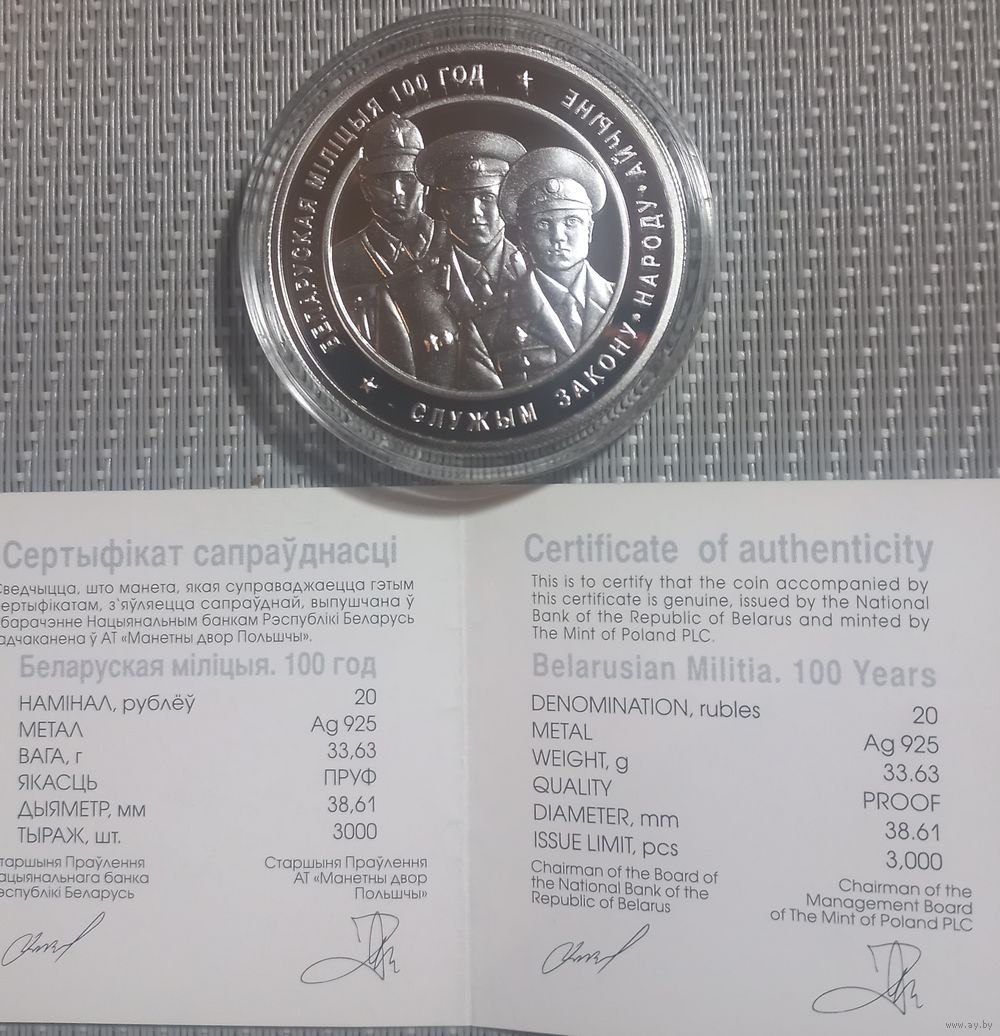 БЕЛАРУСКАЯ МІЛІЦЫЯ 100 ГОД
СЛУЖЫМ ЗАКОНУ • НАРОДУ • АЙЧЫНЕ
Сертыфікат сапраўднасці
сведчыцца, што манета, якая суправаджаецца гэтым
ертыфікатам, з`яўляецца сапраўднай, выпушчана ў
барачэнне Нацыянальным банкам Рэспублікі Беларусь
адчаканена ў АТ «Манетны двор Польшчы».
Беларуская міліцыя. 100 год
НАМІНАЛ, рублёў 20
МЕТАЛ Ag 925
ВАГА, г 33,63
ЯКАСЦЬ ПРУФ
ДЫЯМЕТР, мм 38,61
ТЫРАЖ, шт. 3000
таршыня Праўлення
ацыянальнага банка
эспублікі Беларусь
Старшыня Праўлення
АТ «Манетны двор
Польшчы»
Certificate of authenticity
This is to certify that the coin accompanied by
this certificate is genuine, issued by the National
Bank of the Republic of Belarus and minted by
The Mint of Poland PLC.
Belarusian Militia. 100 Years
DENOMINATION, rubles 20
METAL Ag 925
WEIGHT, g 33.63
QUALITY PROOF
DIAMETER, mm 38.61
ISSUE LIMIT, pcs 3,000
Chairman of the Board of
the National Bank of the
Republic of Belarus
Chairman of the
Management Board
of The Mint of Poland PLC
www.ay.by